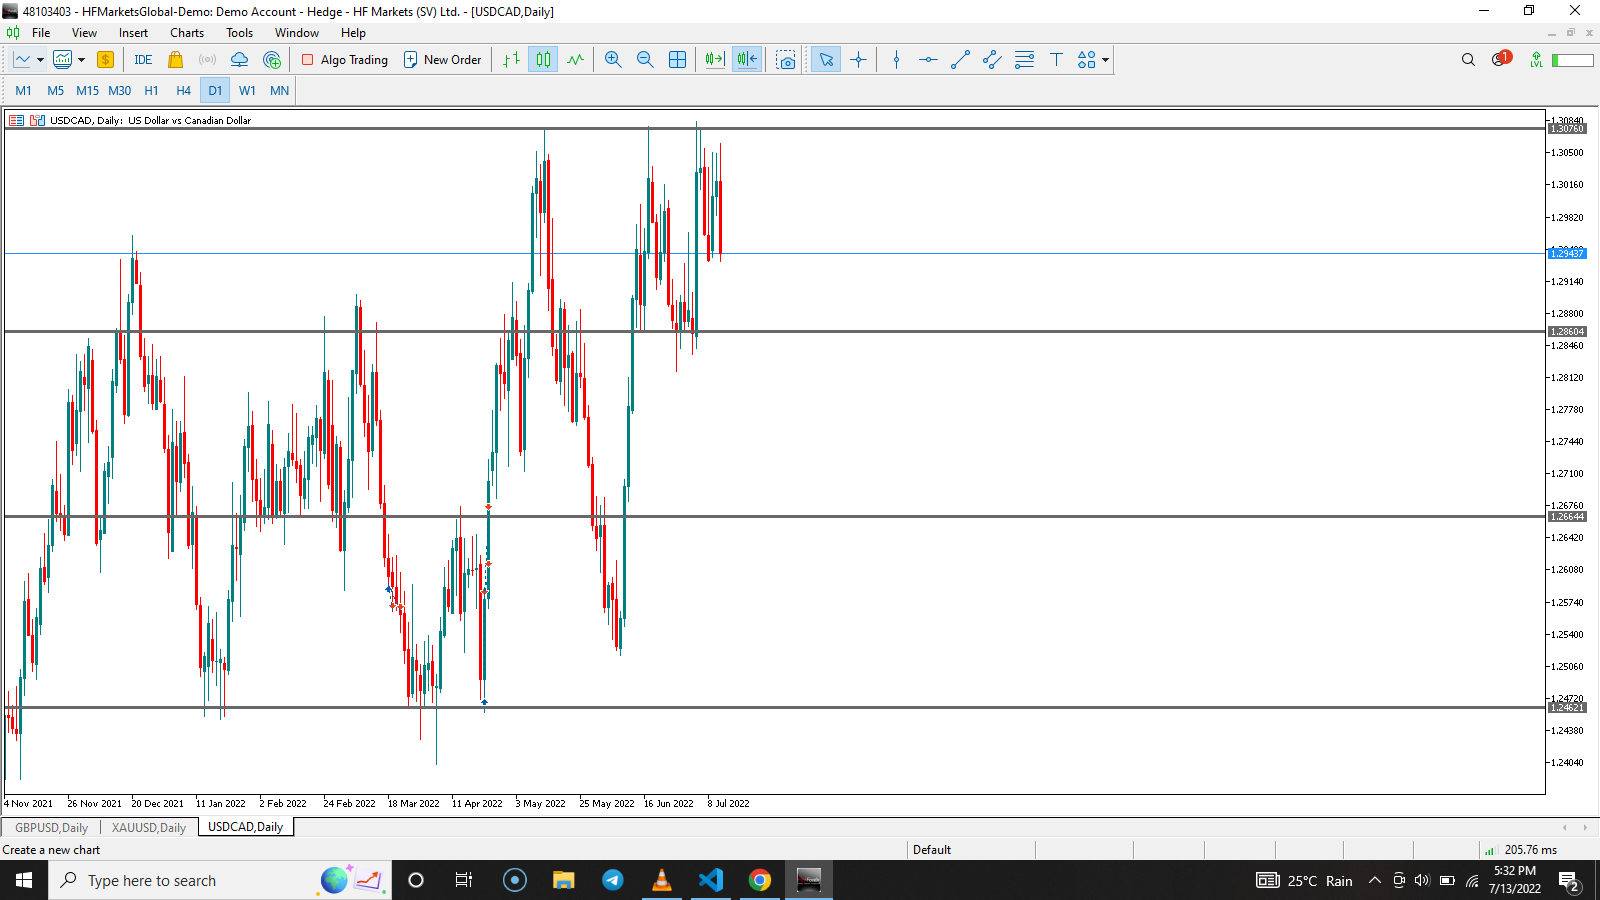 48103403 - HFMarketsGlobal-Demo: Demo Account - Hedge - HF Markets (SV) Ltd. - [USDCAD,Daily]
File View Insert Charts Tools Window Help
IDE Algo Trading New Order 1 LVL
M1 M5 M15 M30 H1 H4 D1 W1 MN
USDCAD, Daily: US Dollar vs Canadian Dollar
1.30840
1.30760
1.30500
1.30160
1.29820
1.29437
1.29140
1.28800
1.28604
1.28460
1.28120
1.27780
1.27440
1.27100
1.26760
1.26644
1.26420
1.26080
1.25740
1.25400
1.25060
1.24720
1.24621
1.24380
1.24040
4 Nov 2021 26 Nov 2021 20 Dec 2021 11 Jan 2022 2 Feb 2022 24 Feb 2022 18 Mar 2022 11 Apr 2022 3 May 2022 25 May 2022 16 Jun 2022 8 Jul 2022
GBPUSD,Daily XAUUSD,Daily USDCAD,Daily
Create a new chart Default 205.76 ms
Type here to search 25°C Rain 5:32 PM
7/13/2022 2